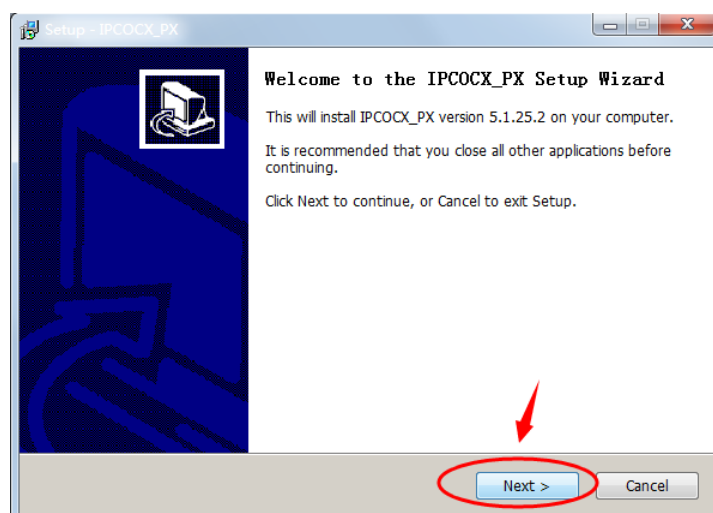 Setup - IPCOCX_PX
Welcome to the IPCOCX_PX Setup Wizard
This will install IPCOCX_PX version 5.1.25.2 on your computer.
It is recommended that you close all other applications before
continuing.
Click Next to continue, or Cancel to exit Setup.
Next >
Cancel